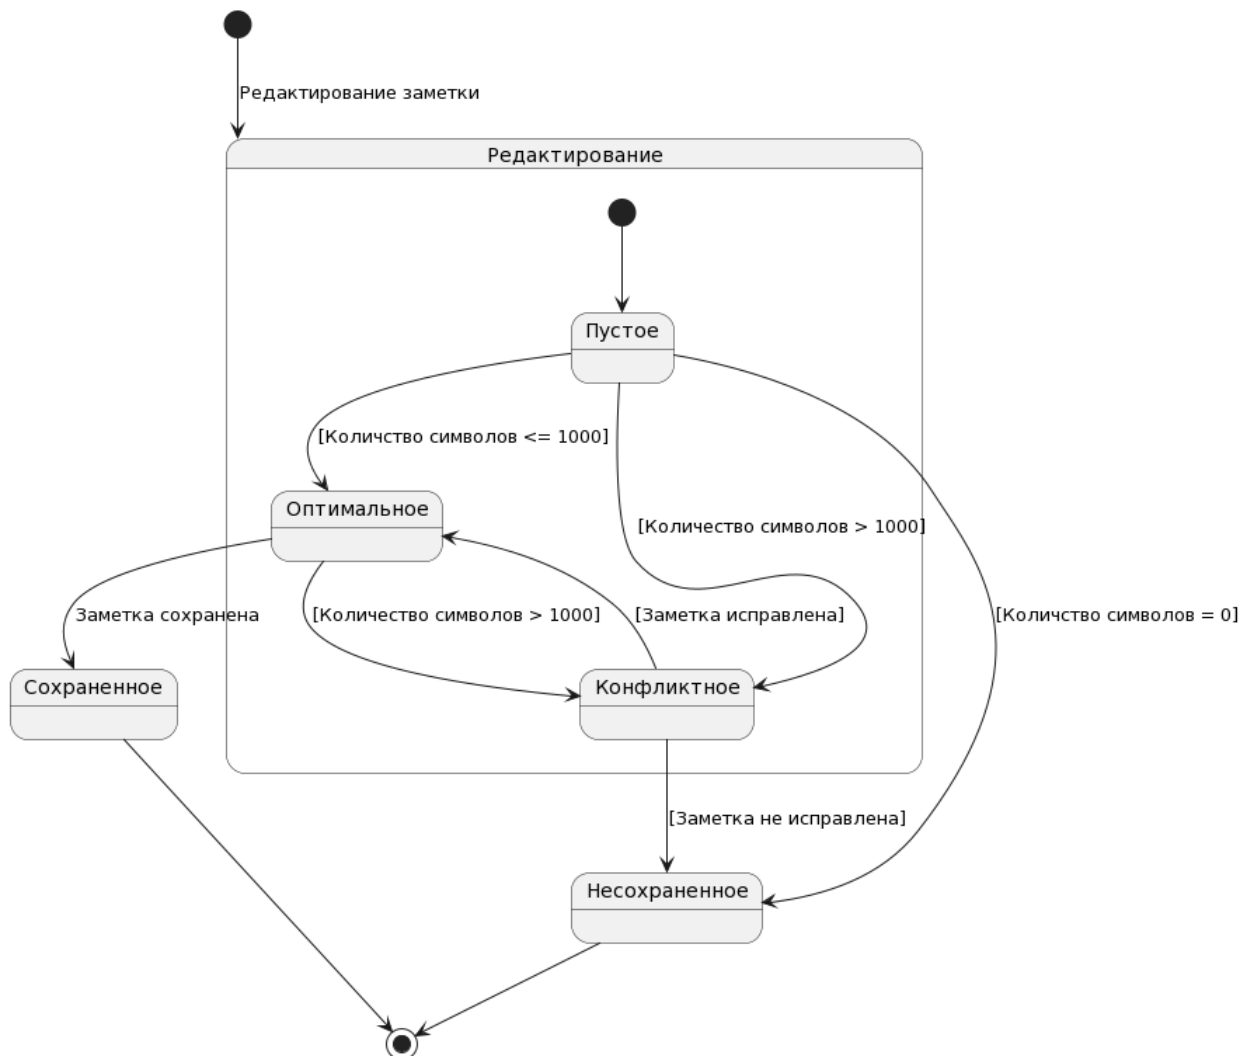 Редактирование заметки
Редактирование
Пустое
[Количство символов <= 1000]
Оптимальное
[Количество символов > 1000]
Заметка сохранена
[Количество символов > 1000]
[Заметка исправлена]
[Количство символов = 0]
Сохраненное
Конфликтное
[Заметка не исправлена]
Несохраненное